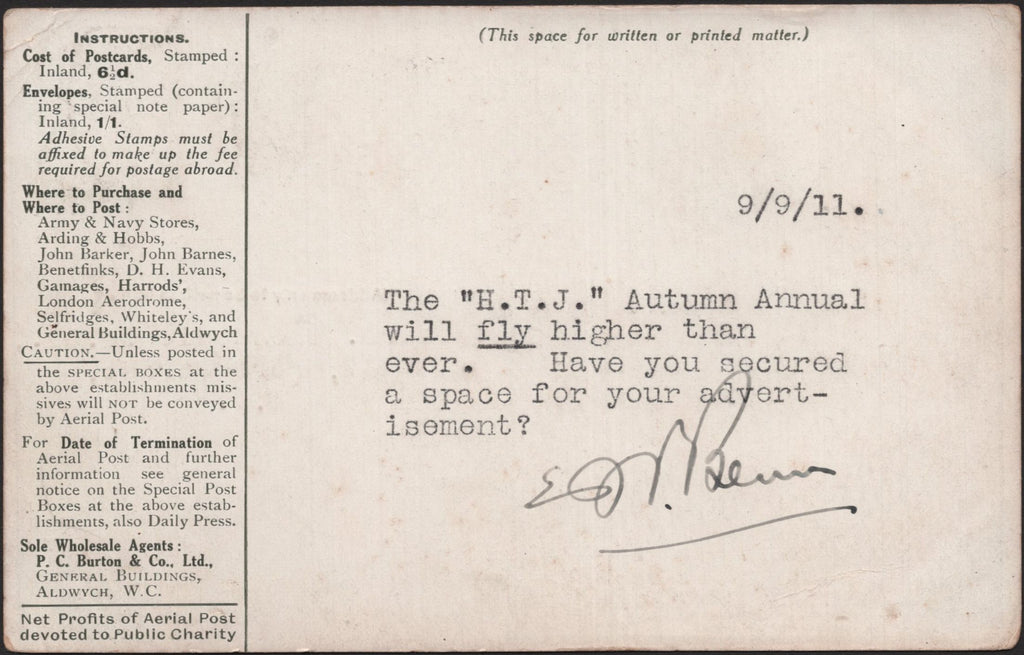 INSTRUCTIONS.
Cost of Postcards, Stamped :
Inland, 6½d.
Envelopes, Stamped (contain-
ing special note paper) :
Inland, 1/1.
Adhesive Stamps must be
affixed to make up the fee
required for postage abroad.
Where to Purchase and
Where to Post :
Army & Navy Stores,
Arding & Hobbs,
John Barker, John Barnes,
Benetfinks, D. H. Evans,
Gamages, Harrods',
London Aerodrome,
Selfridges, Whiteley's, and
General Buildings, Aldwych
CAUTION.—Unless posted in
the SPECIAL BOXES at the
above establishments mis-
sives will NOT be conveyed
by Aerial Post.
For Date of Termination of
Aerial Post and further
information see general
notice on the Special Post
Boxes at the above estab-
lishments, also Daily Press.
Sole Wholesale Agents :
P. C. Burton & Co., Ltd.,
GENERAL BUILDINGS,
ALDWYCH, W.C.
Net Profits of Aerial Post
devoted to Public Charity
(This space for written or printed matter.)
9/9/11.
The "H.T.J." Autumn Annual
will fly higher than
ever. Have you secured
a space for your advert-
isement?
Benn